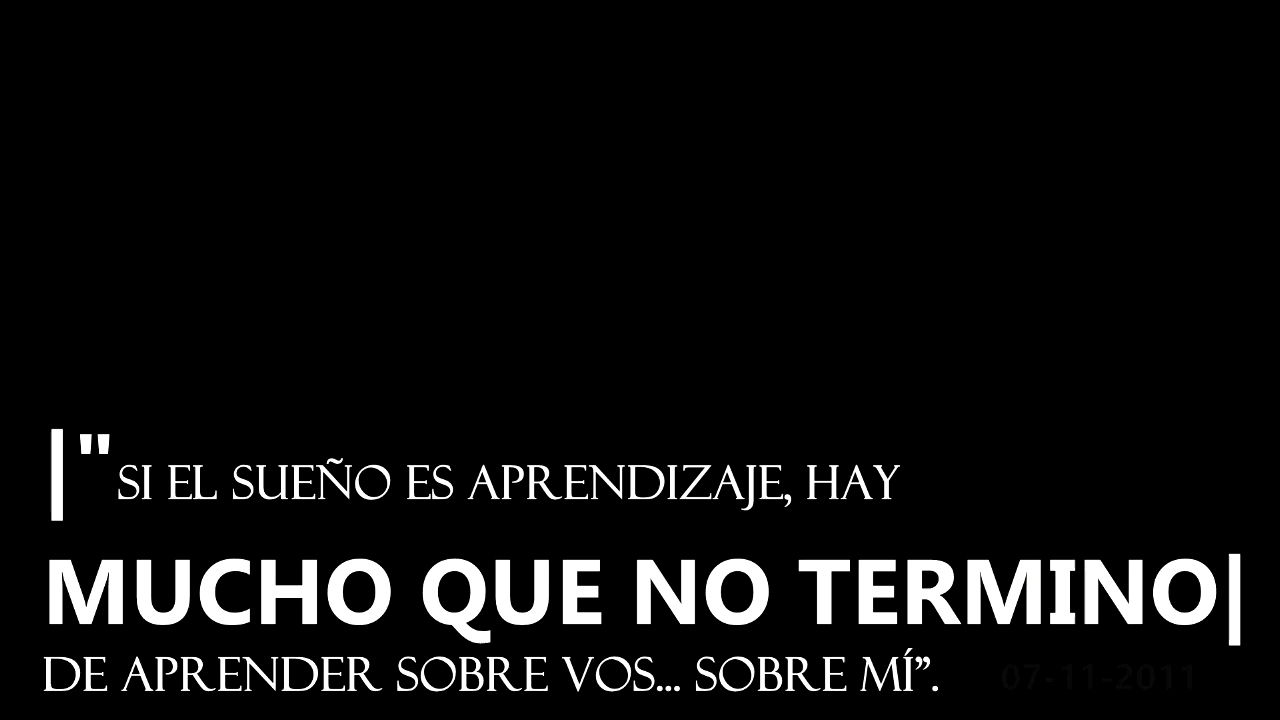 |"SI EL SUEÑO ES APRENDIZAJE, HAY
MUCHO QUE NO TERMINO|
DE APRENDER SOBRE VOS... SOBRE MÍ”.
07-11-2011